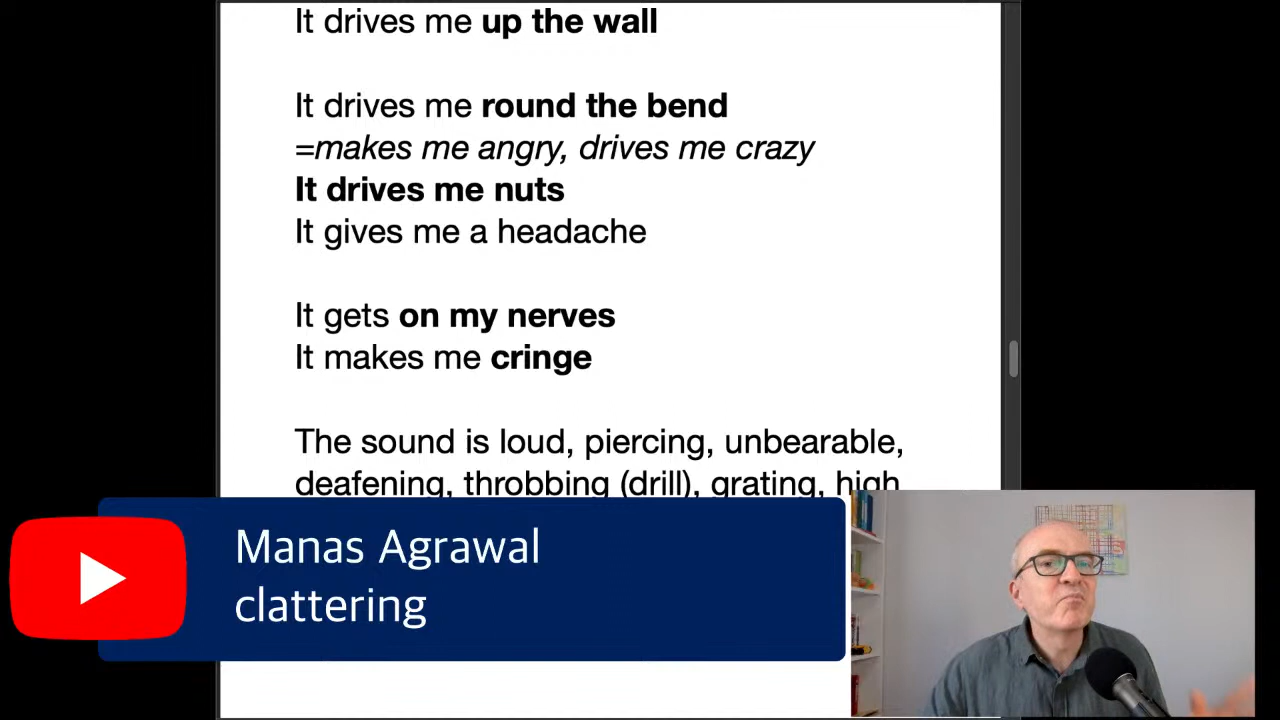 It drives me up the wall
It drives me round the bend
=makes me angry, drives me crazy
It drives me nuts
It gives me a headache
It gets on my nerves
It makes me cringe
The sound is loud, piercing, unbearable,
deafening, throbbing (drill), grating, high
Manas Agrawal
clattering